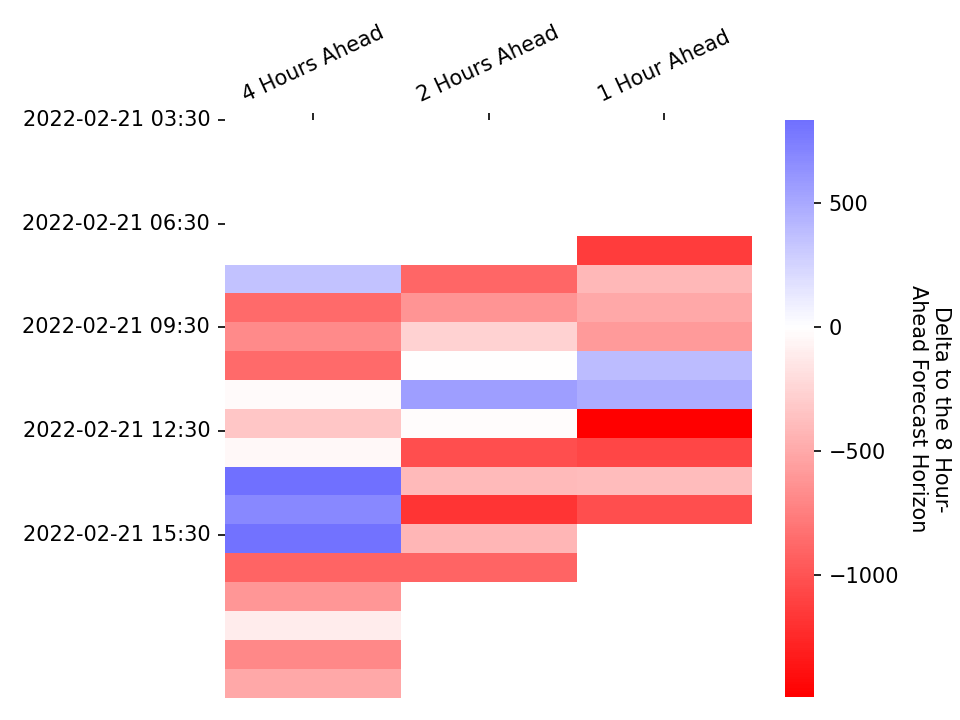 4 Hours Ahead
2 Hours Ahead
1 Hour Ahead
2022-02-21 03:30
2022-02-21 06:30
2022-02-21 09:30
2022-02-21 12:30
2022-02-21 15:30
500
0
−500
−1000
Delta to the 8 Hour-
Ahead Forecast Horizon